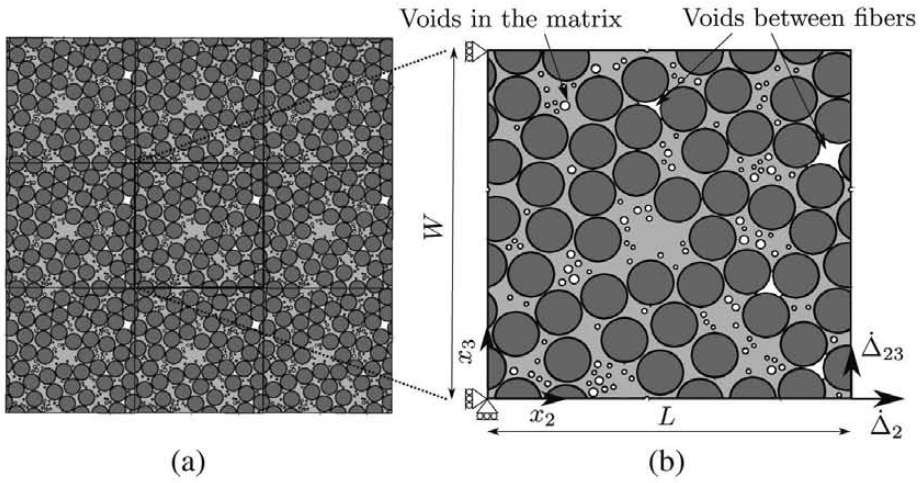 Voids in the matrix
Voids between fibers
W
x₃
x₂
L
Δ̇₂₃
Δ̇₂
(a)
(b)